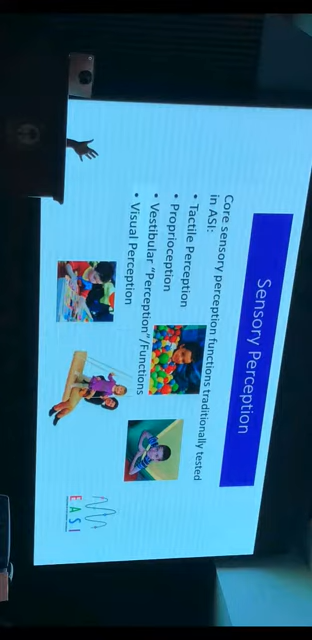 Sensory Perception
Core sensory perception functions traditionally tested
in ASI:
• Tactile Perception
• Proprioception
• Vestibular “Perception”/Functions
• Visual Perception
EASI